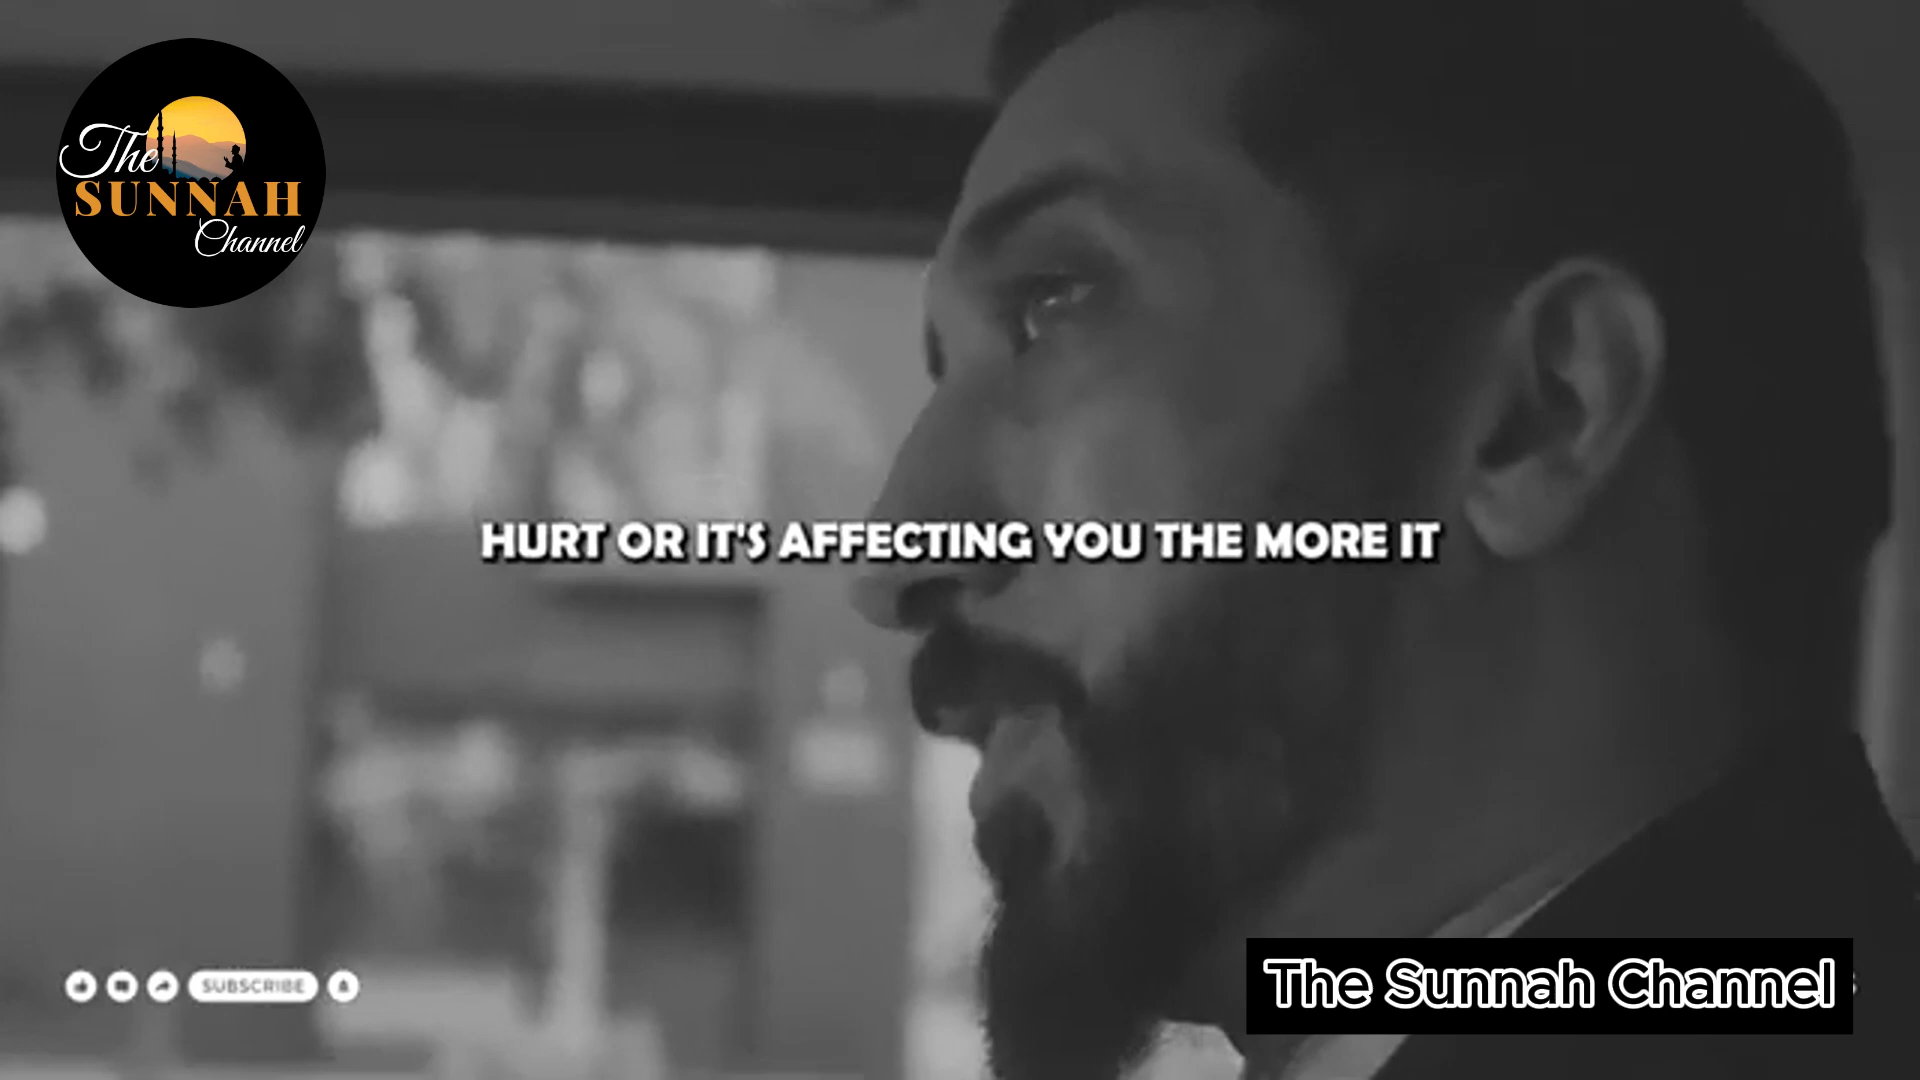 The
SUNNAH
Channel
HURT OR IT'S AFFECTING YOU THE MORE IT
SUBSCRIBE
The Sunnah Channel